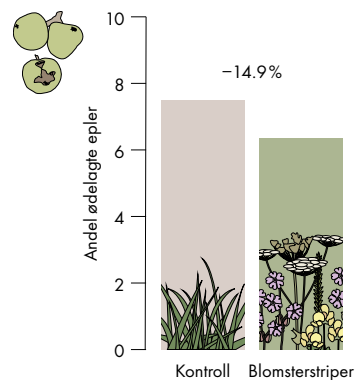 10
8
6
4
2
0
Andel ødelagte epler
−14.9 %
Kontroll
Blomsterstriper